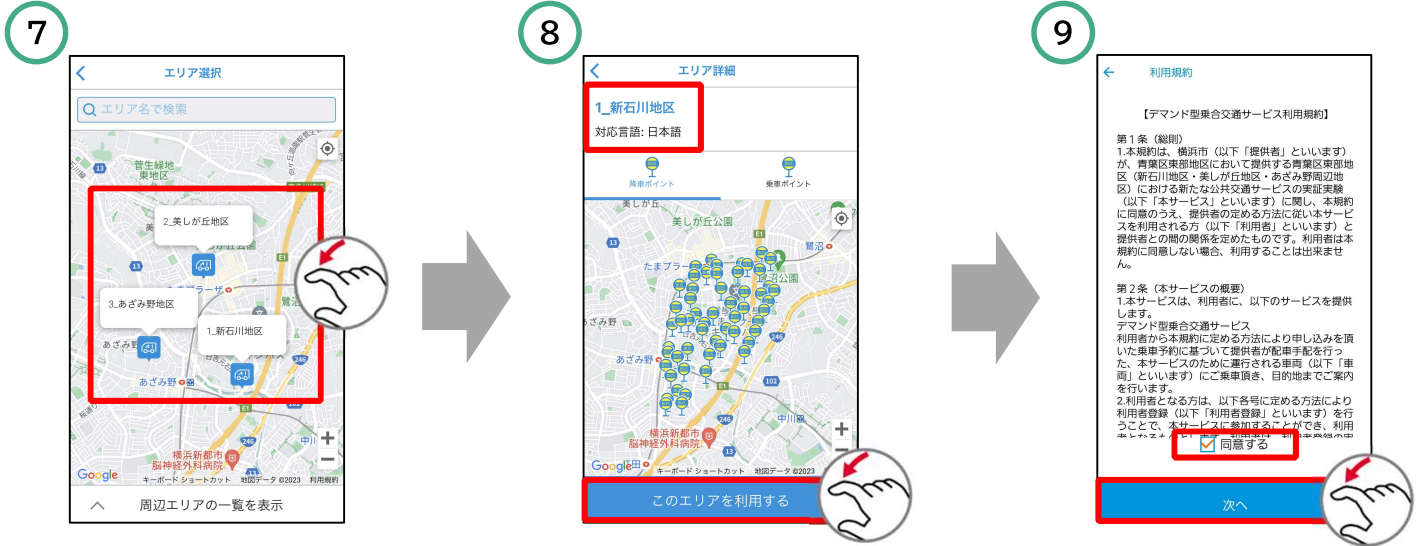 7
エリア選択
エリア名で検索
菅生緑地
東地区
13
2_美しが丘地区
E1
13
3_あざみ野地区
鷺沼
1_新石川地区
246
あざみ野
246
中川
横浜新都市
脳神経外科病院
13
Google
キーボード ショートカット 地図データ ©2023 利用規約
周辺エリアの一覧を表示
8
エリア詳細
1_新石川地区
対応言語: 日本語
降車ポイント
乗車ポイント
美しが丘
美しが丘公園
E1
13
鷺沼
たまプラー
鷺沼公園
あざみ野
246
あざみ野
102
E1
中川
246
横浜新都市
脳神経外科病院
13
Google
キーボード ショートカット 地図データ ©2023
このエリアを利用する
9
利用規約
【デマンド型乗合交通サービス利用規約】
第1条（総則）
1.本規約は、横浜市（以下「提供者」といいます）
が、青葉区東部地区において提供する青葉区東部地
区（新石川地区・美しが丘地区・あざみ野周辺地
区）における新たな公共交通サービスの実証実験
（以下「本サービス」といいます）に関し、本規約
に同意のうえ、提供者の定める方法に従い本サービ
スを利用される方（以下「利用者」といいます）と
提供者との間の関係を定めたものです。利用者は本
規約に同意しない場合、利用することは出来ませ
ん。
第2条（本サービスの概要）
1.本サービスは、利用者に、以下のサービスを提供
します。
デマンド型乗合交通サービス
利用者から本規約に定める方法により申し込みを頂
いた乗車予約に基づいて提供者が配車手配を行っ
た、本サービスのために運行される車両（以下「車
両」といいます）にご乗車頂き、目的地までご案内
を行います。
2.利用者となる方は、以下各号に定める方法により
利用者登録（以下「利用者登録」といいます）を行
うことで、本サービスに参加することができ、利用
同意する
次へ